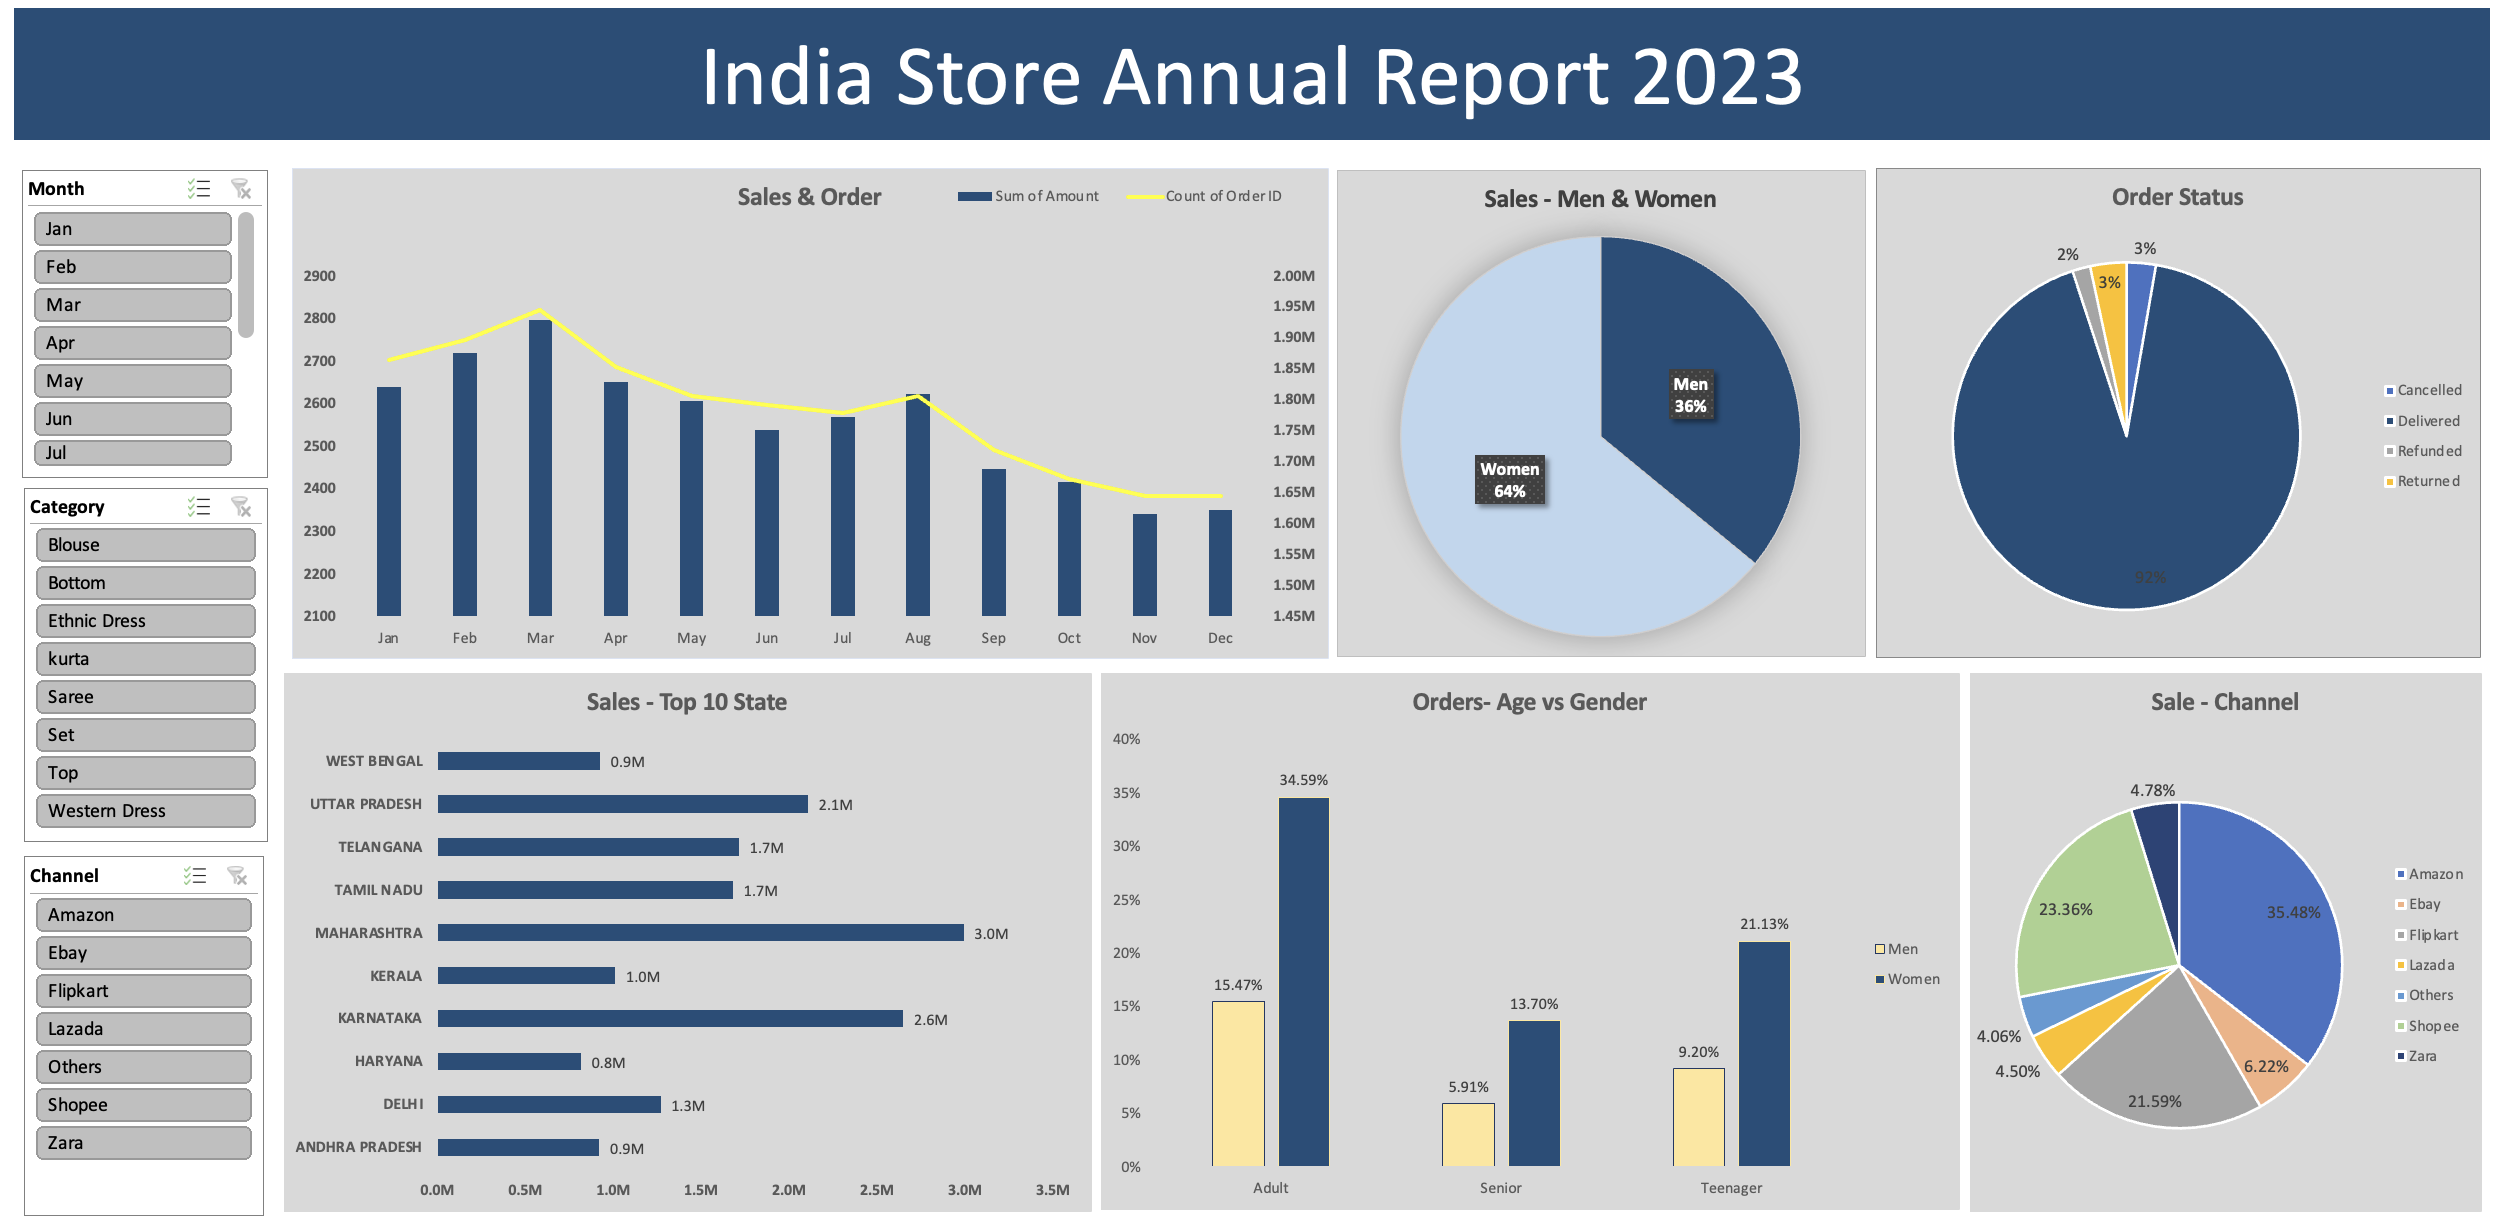 India Store Annual Report 2023
Month
Jan
Feb
Mar
Apr
May
Jun
Jul
Category
Blouse
Bottom
Ethnic Dress
kurta
Saree
Set
Top
Western Dress
Channel
Amazon
Ebay
Flipkart
Lazada
Others
Shopee
Zara
Sales & Order
Sum of Amount
Count of Order ID
2900
2800
2700
2600
2500
2400
2300
2200
2100
2.00M
1.95M
1.90M
1.85M
1.80M
1.75M
1.70M
1.65M
1.60M
1.55M
1.50M
1.45M
Jan Feb Mar Apr May Jun Jul Aug Sep Oct Nov Dec
Sales - Men & Women
Men
36%
Women
64%
Order Status
2%
3%
3%
92%
Cancelled
Delivered
Refunded
Returned
Sales - Top 10 State
WEST BENGAL 0.9M
UTTAR PRADESH 2.1M
TELANGANA 1.7M
TAMIL NADU 1.7M
MAHARASHTRA 3.0M
KERALA 1.0M
KARNATAKA 2.6M
HARYANA 0.8M
DELHI 1.3M
ANDHRA PRADESH 0.9M
0.0M 0.5M 1.0M 1.5M 2.0M 2.5M 3.0M 3.5M
Orders- Age vs Gender
40%
35%
30%
25%
20%
15%
10%
5%
0%
15.47%
34.59%
5.91%
13.70%
9.20%
21.13%
Adult Senior Teenager
Men
Women
Sale - Channel
4.78%
35.48%
23.36%
4.06%
4.50%
6.22%
21.59%
Amazon
Ebay
Flipkart
Lazada
Others
Shopee
Zara